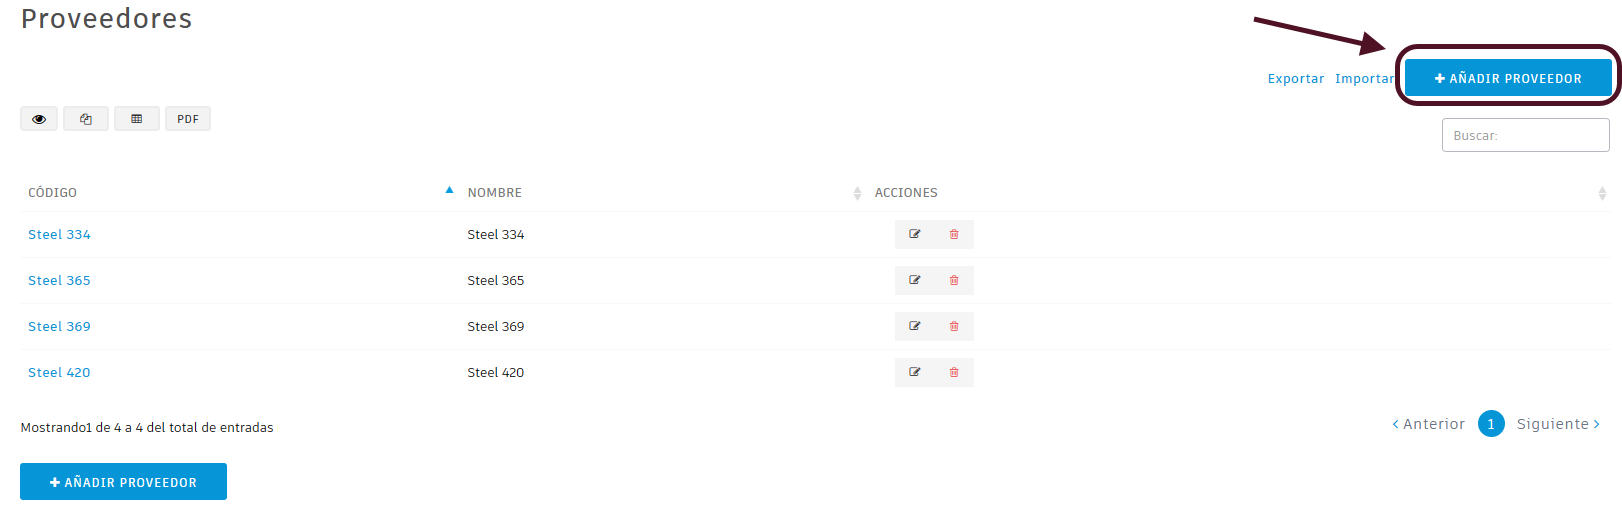 Proveedores
Exportar Importar AÑADIR PROVEEDOR
PDF
Buscar:
CÓDIGO NOMBRE ACCIONES
Steel 334 Steel 334
Steel 365 Steel 365
Steel 369 Steel 369
Steel 420 Steel 420
Mostrando1 de 4 a 4 del total de entradas
< Anterior 1 Siguiente >
AÑADIR PROVEEDOR